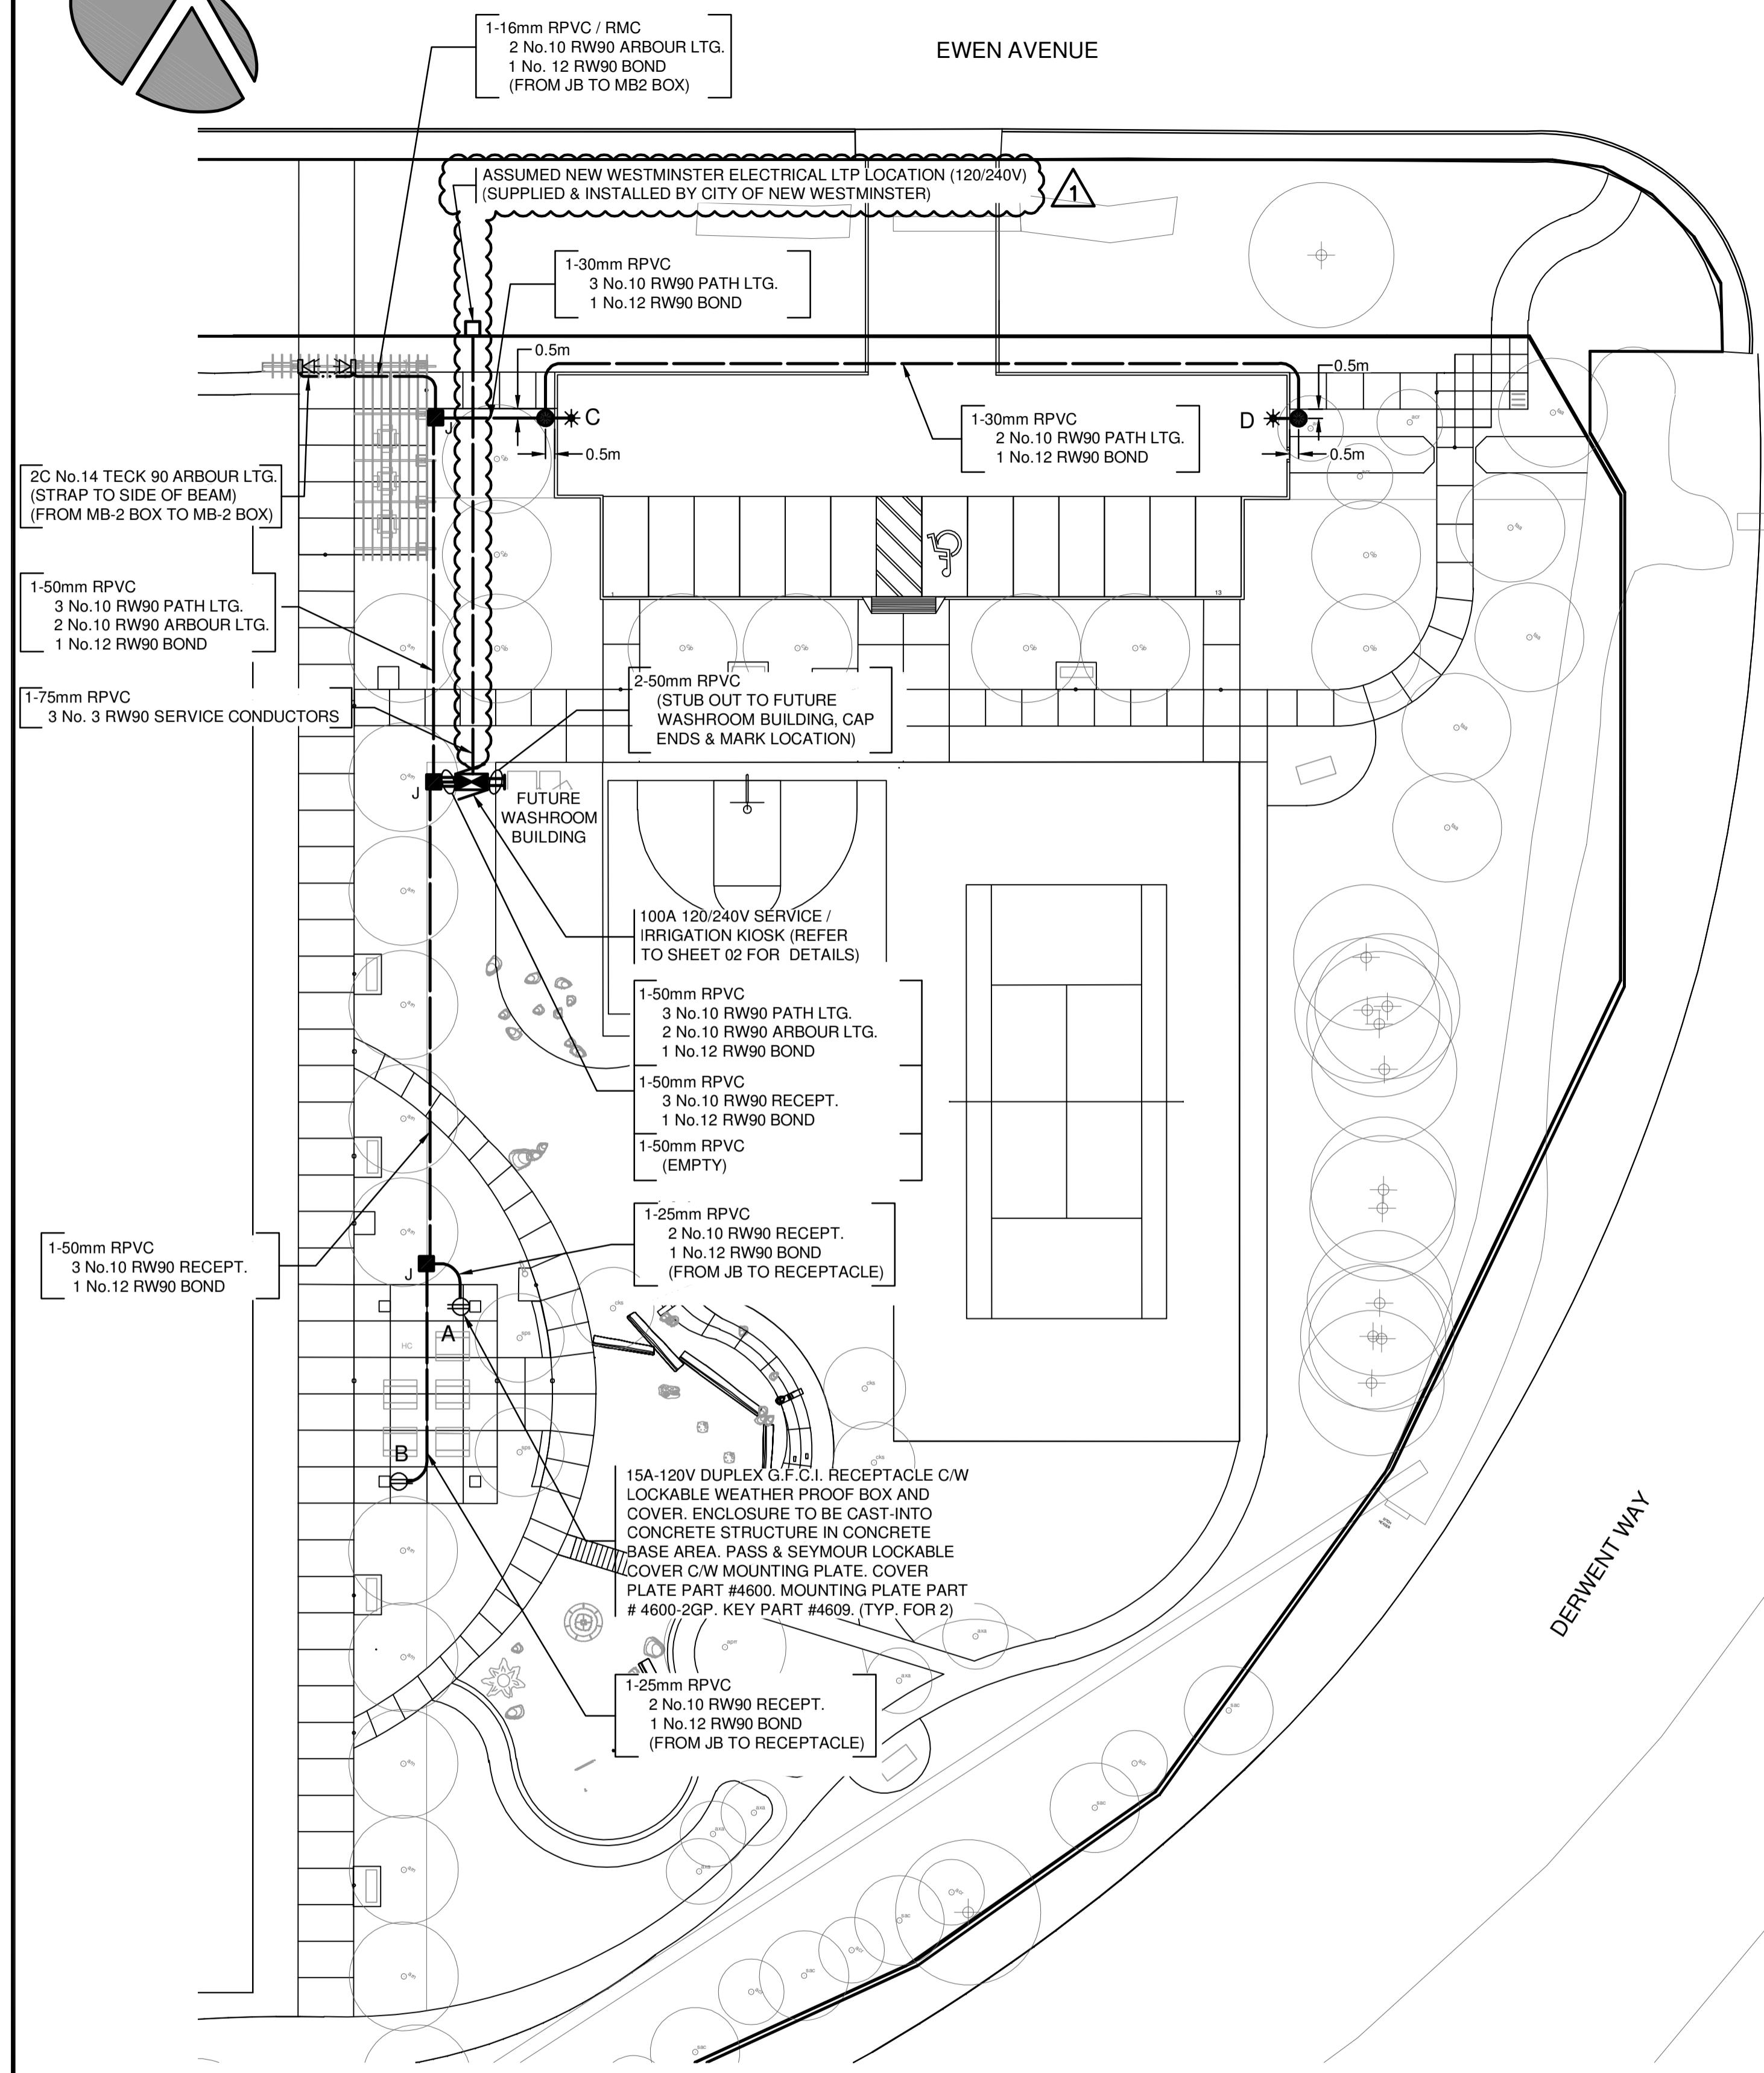 1-16mm RPVC / RMC
2 No.10 RW90 ARBOUR LTG.
1 No. 12 RW90 BOND
(FROM JB TO MB2 BOX)
EWEN AVENUE
ASSUMED NEW WESTMINSTER ELECTRICAL LTP LOCATION (120/240V)
(SUPPLIED & INSTALLED BY CITY OF NEW WESTMINSTER)
1
1-30mm RPVC
3 No.10 RW90 PATH LTG.
1 No.12 RW90 BOND
0.5m
0.5m
J
C
D
0.5m
0.5m
1-30mm RPVC
2 No.10 RW90 PATH LTG.
1 No.12 RW90 BOND
2C No.14 TECK 90 ARBOUR LTG.
(STRAP TO SIDE OF BEAM)
(FROM MB-2 BOX TO MB-2 BOX)
1-50mm RPVC
3 No.10 RW90 PATH LTG.
2 No.10 RW90 ARBOUR LTG.
1 No.12 RW90 BOND
13
1-75mm RPVC
3 No. 3 RW90 SERVICE CONDUCTORS
2-50mm RPVC
(STUB OUT TO FUTURE
WASHROOM BUILDING, CAP
ENDS & MARK LOCATION)
J
FUTURE
WASHROOM
BUILDING
100A 120/240V SERVICE /
IRRIGATION KIOSK (REFER
TO SHEET 02 FOR DETAILS)
1-50mm RPVC
3 No.10 RW90 PATH LTG.
2 No.10 RW90 ARBOUR LTG.
1 No.12 RW90 BOND
1-50mm RPVC
3 No.10 RW90 RECEPT.
1 No.12 RW90 BOND
1-50mm RPVC
(EMPTY)
1-25mm RPVC
2 No.10 RW90 RECEPT.
1 No.12 RW90 BOND
(FROM JB TO RECEPTACLE)
1-50mm RPVC
3 No.10 RW90 RECEPT.
1 No.12 RW90 BOND
J
A
HC
B
15A-120V DUPLEX G.F.C.I. RECEPTACLE C/W
LOCKABLE WEATHER PROOF BOX AND
COVER. ENCLOSURE TO BE CAST-INTO
CONCRETE STRUCTURE IN CONCRETE
BASE AREA. PASS & SEYMOUR LOCKABLE
COVER C/W MOUNTING PLATE. COVER
PLATE PART #4600. MOUNTING PLATE PART
# 4600-2GP. KEY PART #4609. (TYP. FOR 2)
1-25mm RPVC
2 No.10 RW90 RECEPT.
1 No.12 RW90 BOND
(FROM JB TO RECEPTACLE)
DERWENT WAY